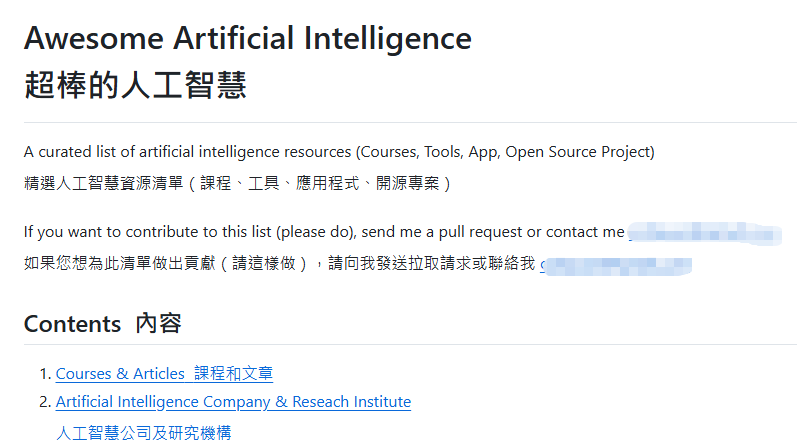 Awesome Artificial Intelligence
超棒的人工智慧
A curated list of artificial intelligence resources (Courses, Tools, App, Open Source Project)
精選人工智慧資源清單（課程、工具、應用程式、開源專案）
If you want to contribute to this list (please do), send me a pull request or contact me
如果您想為此清單做出貢獻（請這樣做），請向我發送拉取請求或聯絡我
Contents 內容
1. Courses & Articles 課程和文章
2. Artificial Intelligence Company & Reseach Institute
人工智慧公司及研究機構